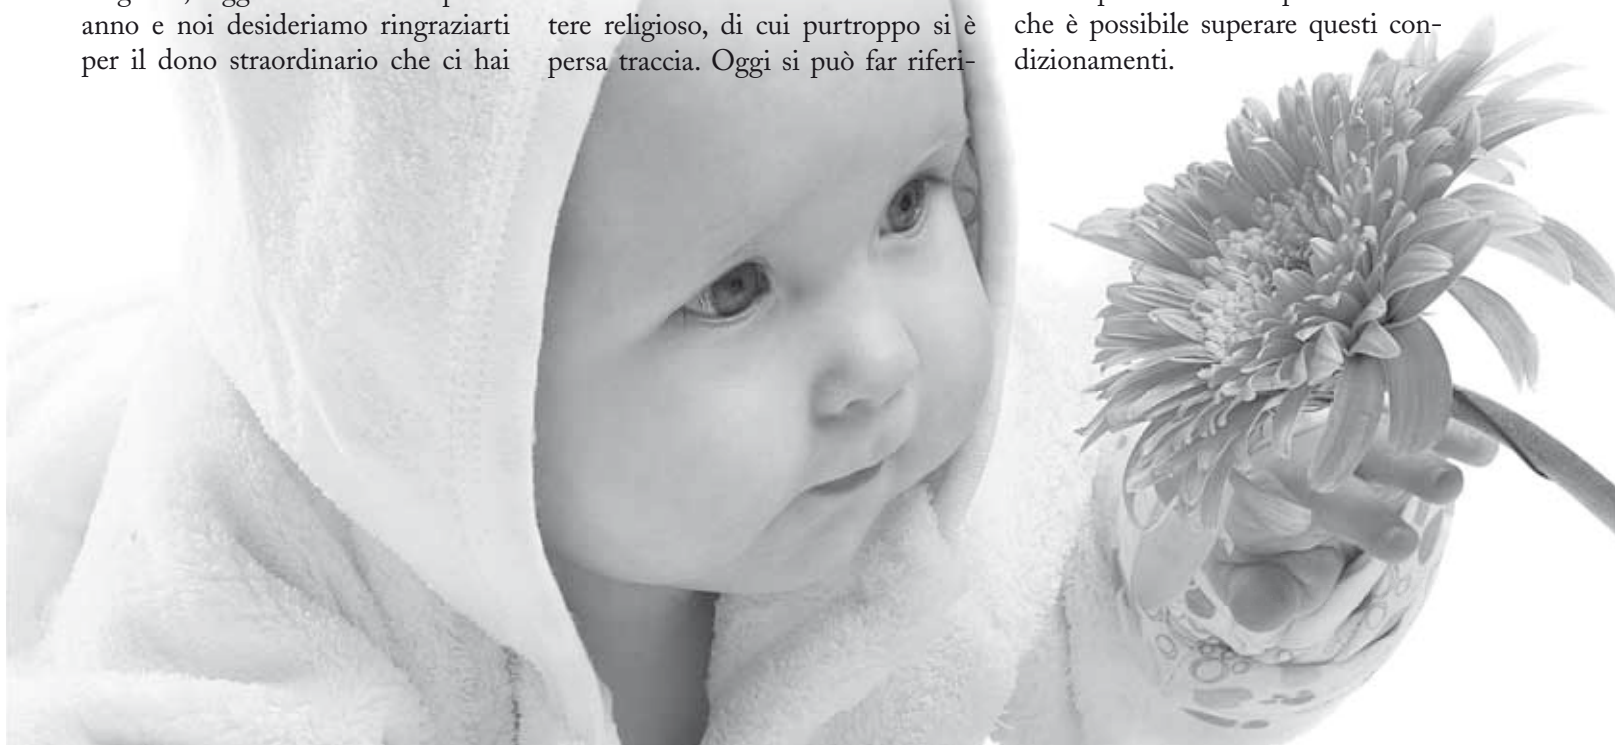 anno e noi desideriamo ringraziarti
per il dono straordinario che ci hai
tere religioso, di cui purtroppo si è
persa traccia. Oggi si può far riferi-
che è possibile superare questi con-
dizionamenti.